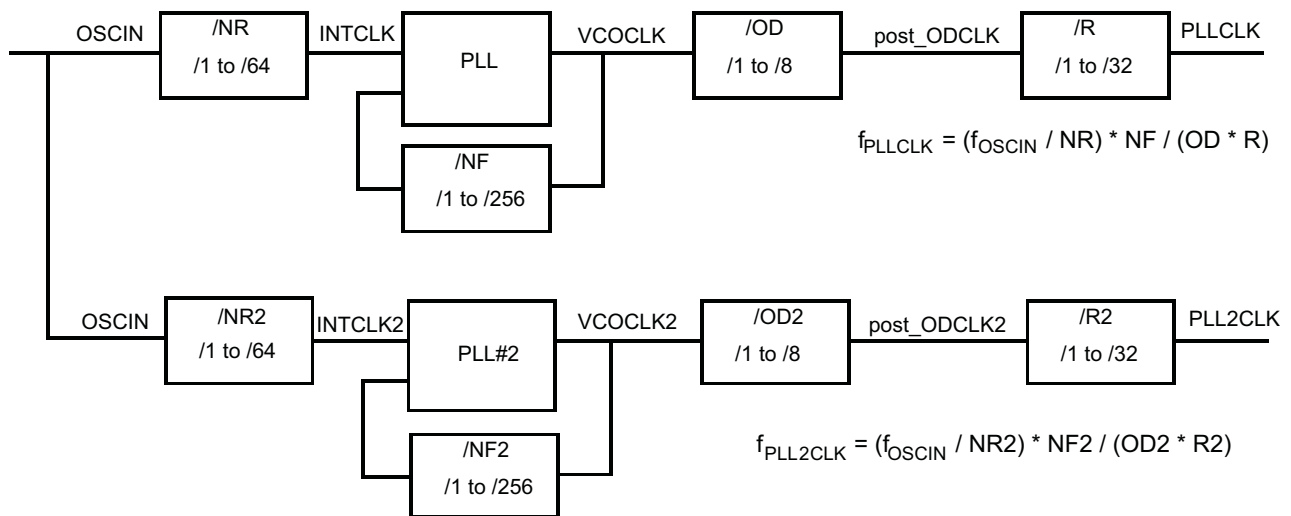 OSCIN
/NR
/1 to /64
INTCLK
PLL
VCOCLK
/OD
/1 to /8
post_ODCLK
/R
/1 to /32
PLLCLK
/NF
/1 to /256
fPLLCLK = (fOSCIN / NR) * NF / (OD * R)
OSCIN
/NR2
/1 to /64
INTCLK2
PLL#2
VCOCLK2
/OD2
/1 to /8
post_ODCLK2
/R2
/1 to /32
PLL2CLK
/NF2
/1 to /256
fPLL2CLK = (fOSCIN / NR2) * NF2 / (OD2 * R2)